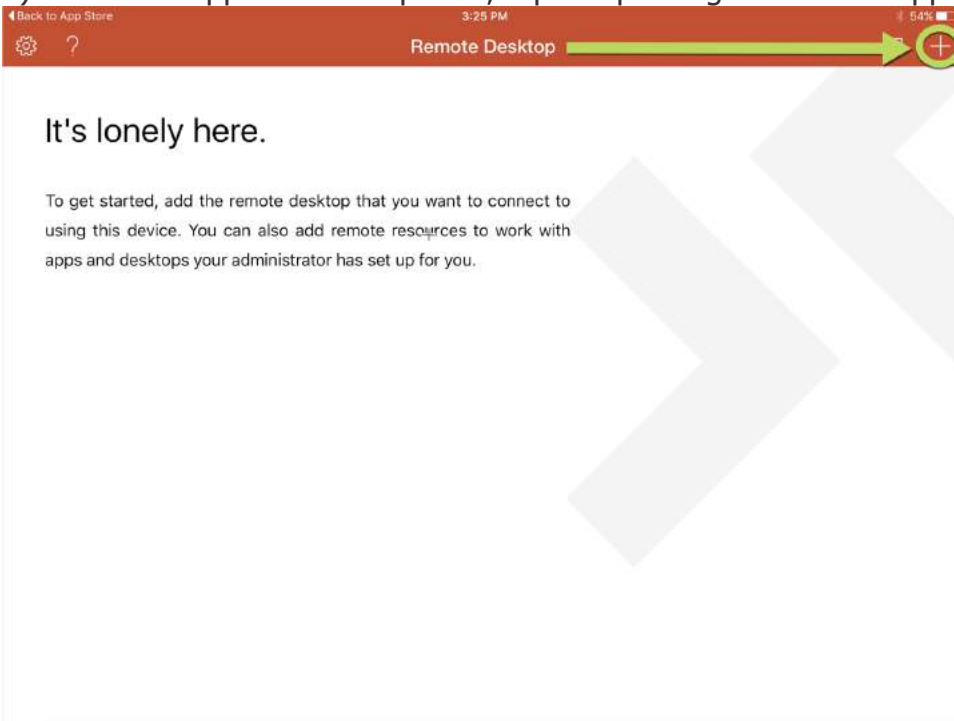 Back to App Store 3:25 PM 54%
? Remote Desktop +
It's lonely here.
To get started, add the remote desktop that you want to connect to
using this device. You can also add remote resources to work with
apps and desktops your administrator has set up for you.